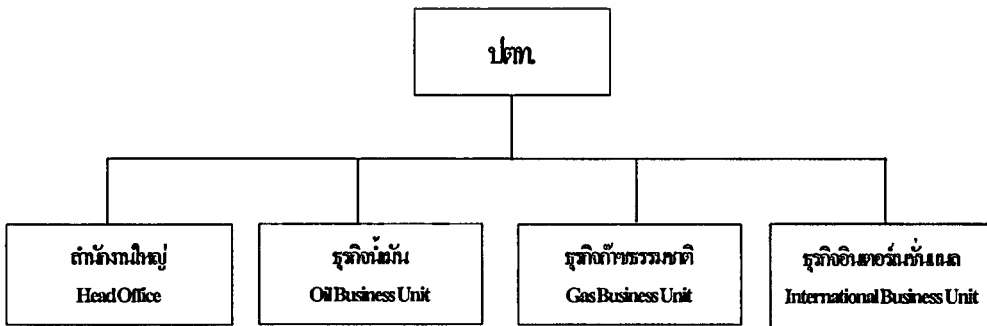 ปตท.
สำนักงานใหญ่
Head Office
ธุรกิจน้ำมัน
Oil Business Unit
ธุรกิจก๊าซธรรมชาติ
Gas Business Unit
ธุรกิจอินเตอร์เนชั่นแนล
International Business Unit